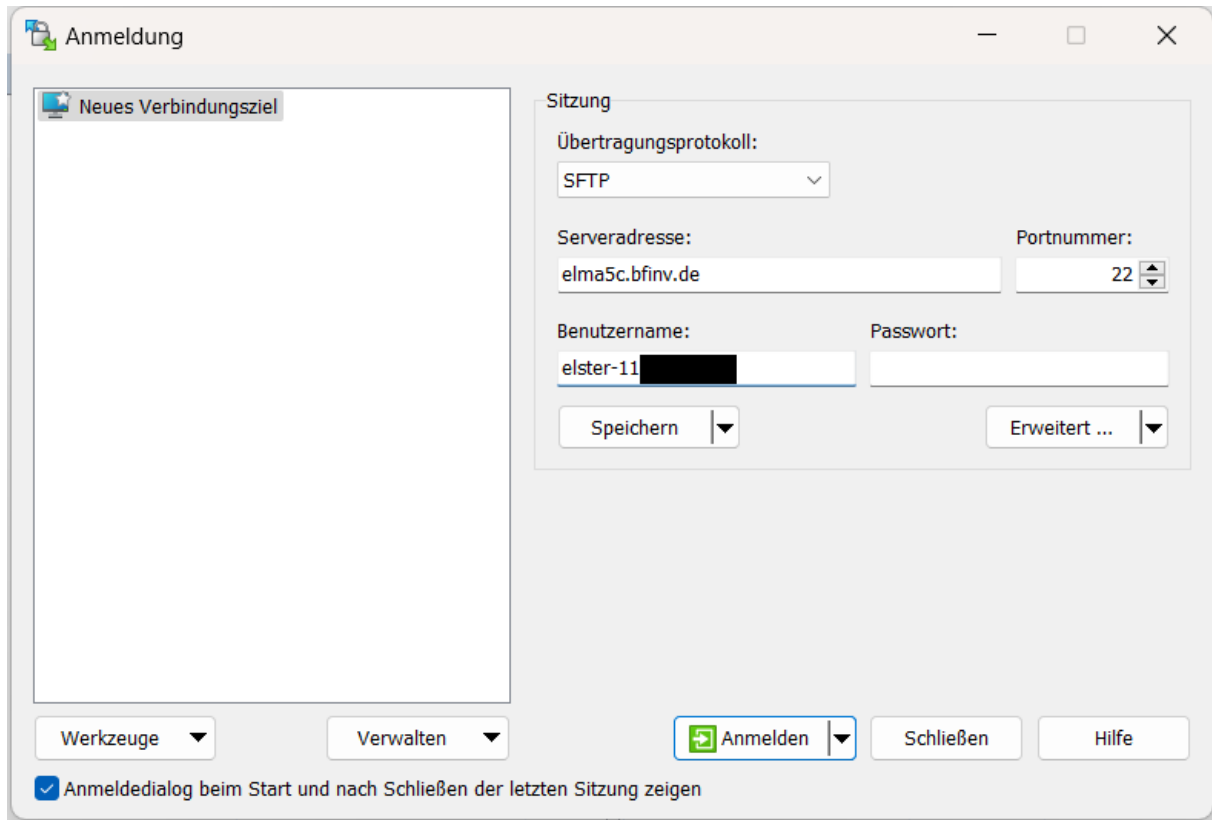 Anmeldung
Neues Verbindungsziel
Sitzung
Übertragungsprotokoll:
SFTP
Serveradresse:
Portnummer:
elma5c.bfinv.de
22
Benutzername:
Passwort:
elster-11
Speichern
Erweitert ...
Werkzeuge
Verwalten
Anmelden
Schließen
Hilfe
Anmeldedialog beim Start und nach Schließen der letzten Sitzung zeigen